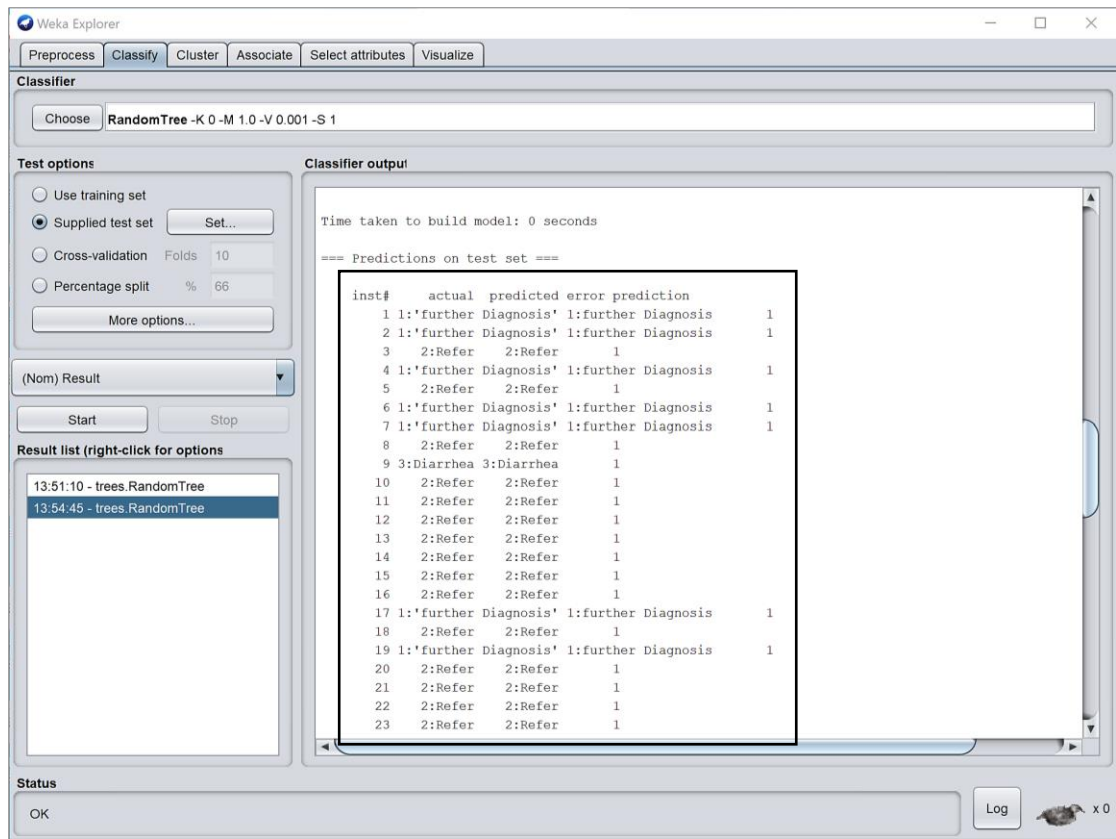 Weka Explorer
Preprocess Classify Cluster Associate Select attributes Visualize
Classifier
Choose RandomTree -K 0 -M 1.0 -V 0.001 -S 1
Test options
Use training set
Supplied test set Set...
Cross-validation Folds 10
Percentage split % 66
More options...
(Nom) Result
Start Stop
Result list (right-click for options
13:51:10 - trees.RandomTree
13:54:45 - trees.RandomTree
Classifier output
Time taken to build model: 0 seconds
=== Predictions on test set ===
inst# actual predicted error prediction
1 1:'further Diagnosis' 1:further Diagnosis 1
2 1:'further Diagnosis' 1:further Diagnosis 1
3 2:Refer 2:Refer 1
4 1:'further Diagnosis' 1:further Diagnosis 1
5 2:Refer 2:Refer 1
6 1:'further Diagnosis' 1:further Diagnosis 1
7 1:'further Diagnosis' 1:further Diagnosis 1
8 2:Refer 2:Refer 1
9 3:Diarrhea 3:Diarrhea 1
10 2:Refer 2:Refer 1
11 2:Refer 2:Refer 1
12 2:Refer 2:Refer 1
13 2:Refer 2:Refer 1
14 2:Refer 2:Refer 1
15 2:Refer 2:Refer 1
16 2:Refer 2:Refer 1
17 1:'further Diagnosis' 1:further Diagnosis 1
18 2:Refer 2:Refer 1
19 1:'further Diagnosis' 1:further Diagnosis 1
20 2:Refer 2:Refer 1
21 2:Refer 2:Refer 1
22 2:Refer 2:Refer 1
23 2:Refer 2:Refer 1
Status
OK
Log x 0